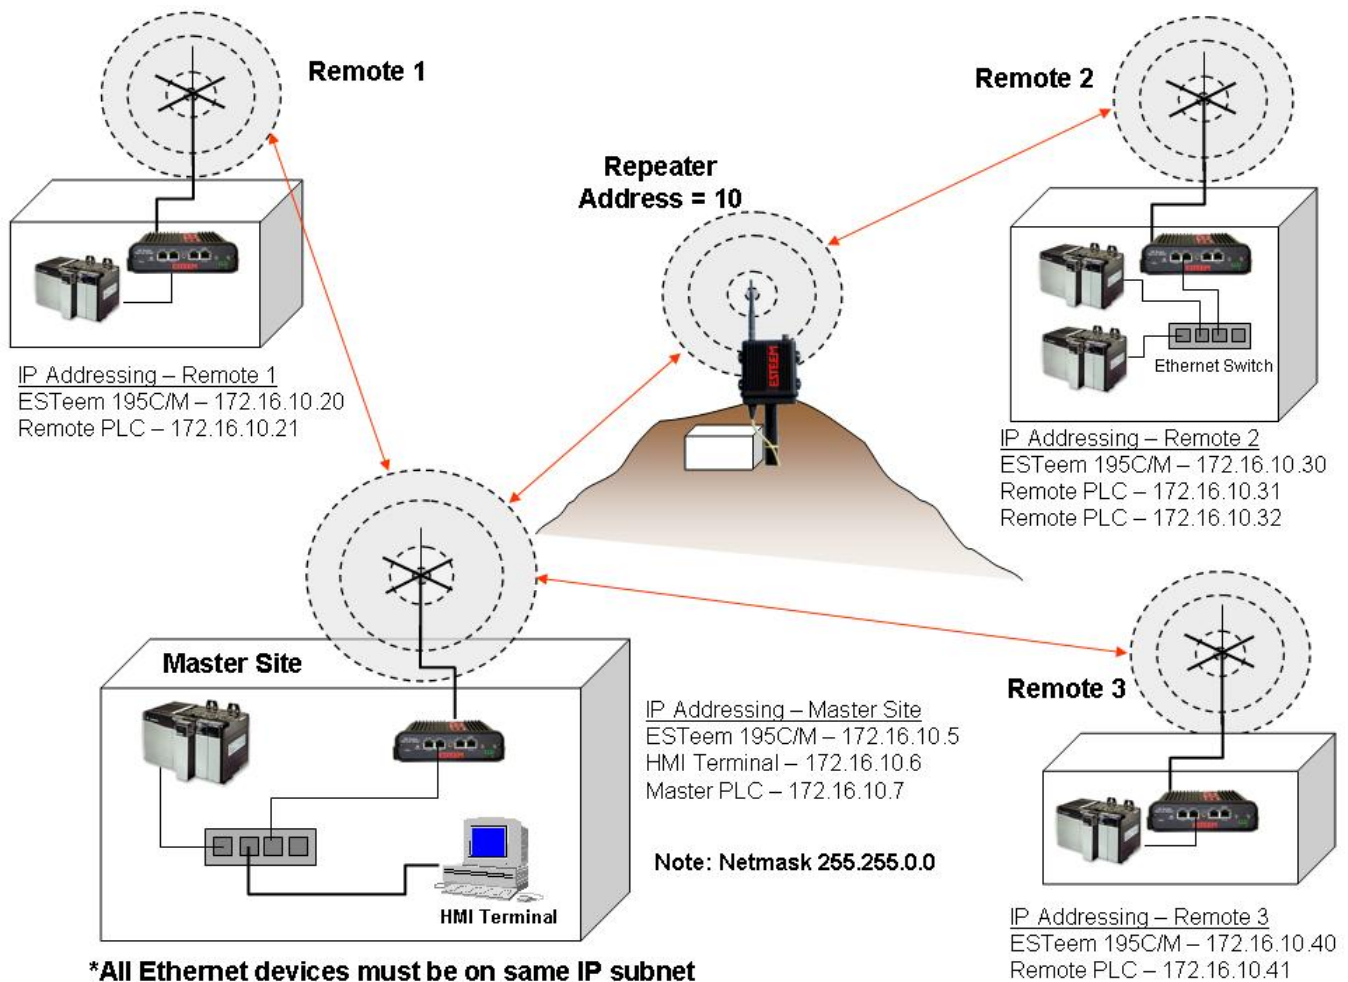 Remote 1
Remote 2
Repeater
Address = 10
ESTEEM
ESTEEM
ESTEEM
Ethernet Switch
IP Addressing – Remote 1
ESTeem 195C/M – 172.16.10.20
Remote PLC – 172.16.10.21
IP Addressing – Remote 2
ESTeem 195C/M – 172.16.10.30
Remote PLC – 172.16.10.31
Remote PLC – 172.16.10.32
Master Site
Remote 3
IP Addressing – Master Site
ESTeem 195C/M – 172.16.10.5
HMI Terminal – 172.16.10.6
Master PLC – 172.16.10.7
ESTEEM
ESTEEM
Note: Netmask 255.255.0.0
HMI Terminal
IP Addressing – Remote 3
ESTeem 195C/M – 172.16.10.40
Remote PLC – 172.16.10.41
*All Ethernet devices must be on same IP subnet